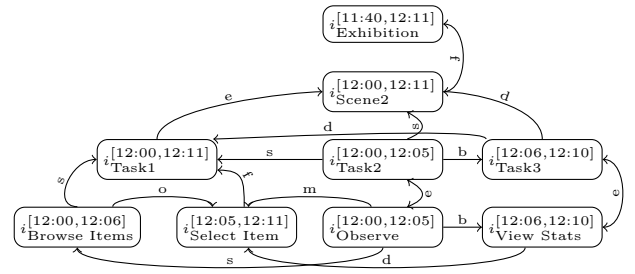 i[11:40,12:11]
Exhibition
f
i[12:00,12:11]
Scene2
e
d
s
d
i[12:00,12:11]
Task1
s
i[12:00,12:05]
Task2
b
i[12:06,12:10]
Task3
s
o
f
m
e
e
i[12:00,12:06]
Browse Items
i[12:05,12:11]
Select Item
i[12:00,12:05]
Observe
b
i[12:06,12:10]
View Stats
s
d